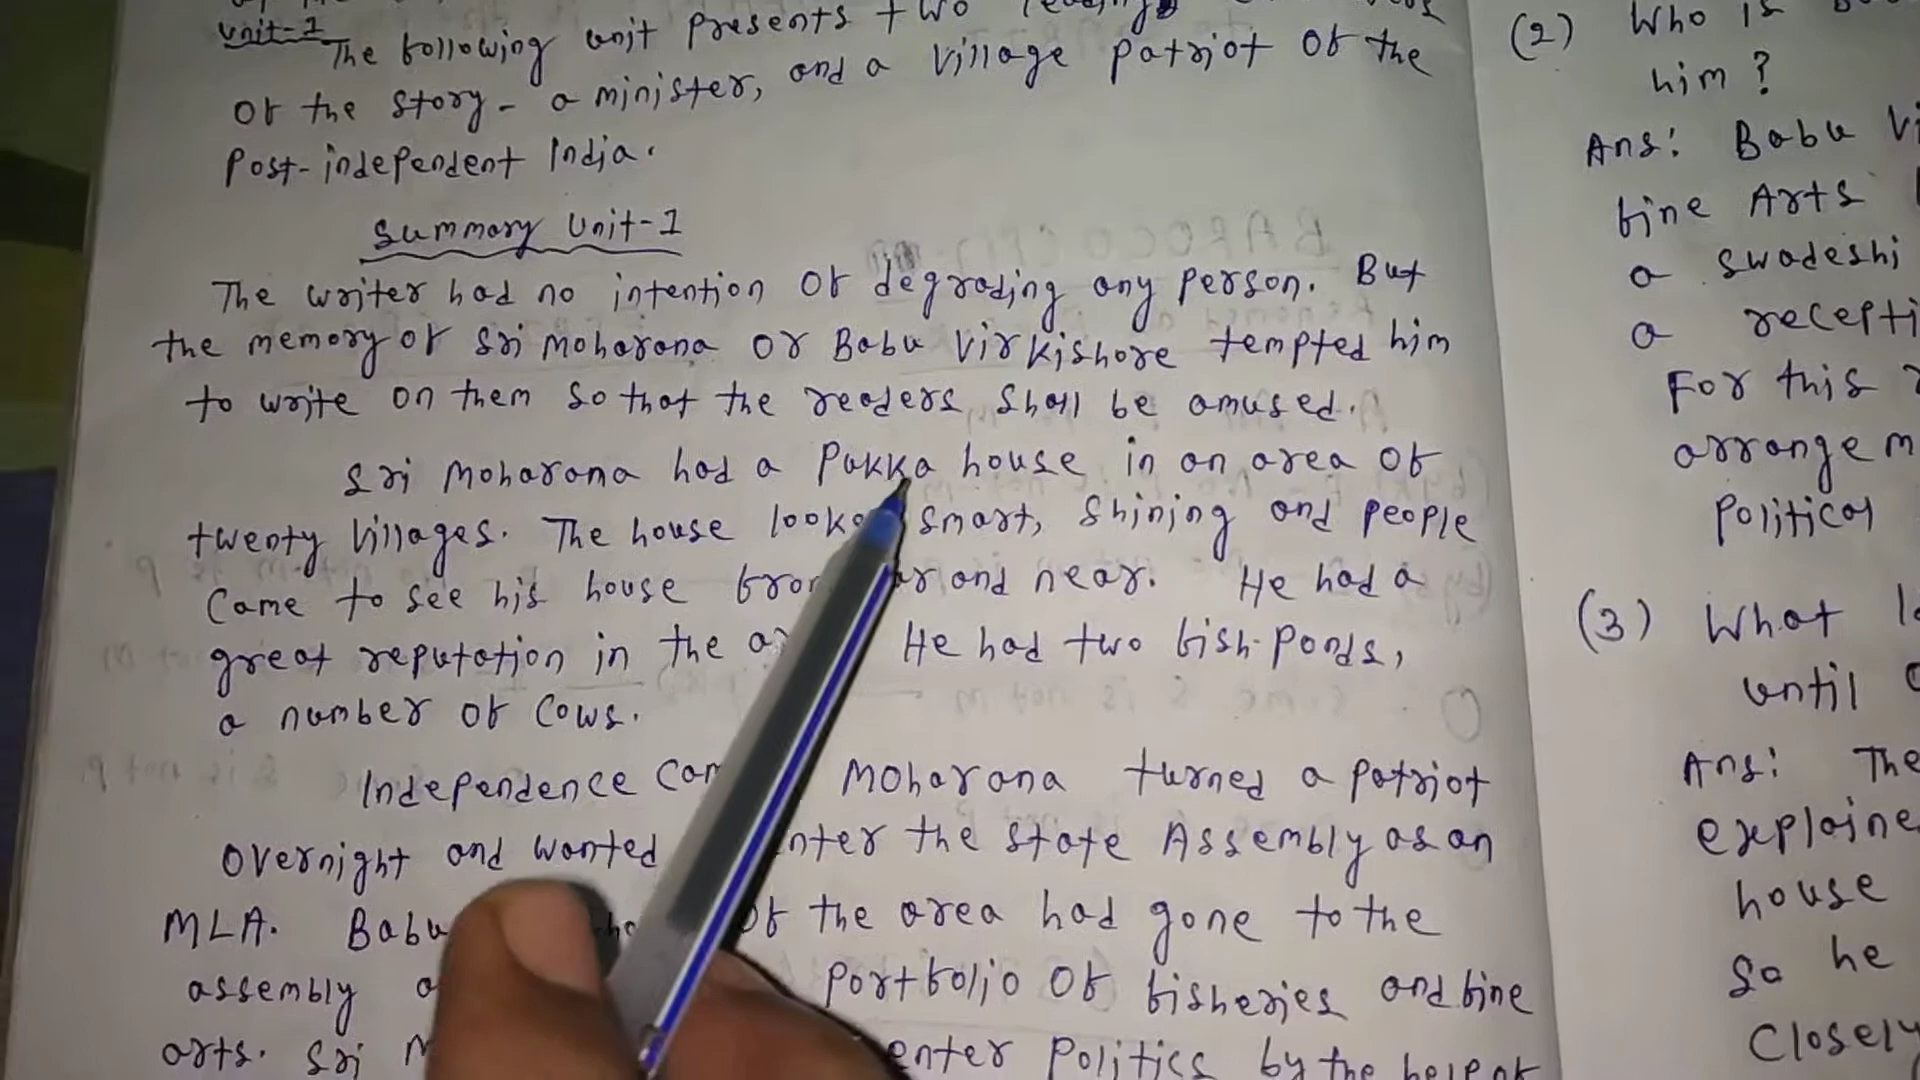 Unit-1
The following unit presents two
of the story - a minister, and a village patriot of the
Post-independent India.
Summary Unit-1
The writer had no intention of degrading any person. But
the memory of Sri Moharana or Babu Virkishore tempted him
to write on them so that the readers shall be amused.
Sri Moharana had a Pukka house in an area of
twenty villages. The house smart, shining and people
came to see his house and near. He had a
great reputation in the He had two fish-ponds,
a number of cows.
Independence Moharana turned a patriot
overnight and wanted the State Assembly as an
MLA. Babu of the area had gone to the
assembly portfolio of fisheries and fine
arts. Sri enter Politics by the help of
(2) Who is
him ?
Ans: Babu
fine Arts
a swadeshi
a
For this
Political
(3) What
until
Ans: The
house
So he
Closely